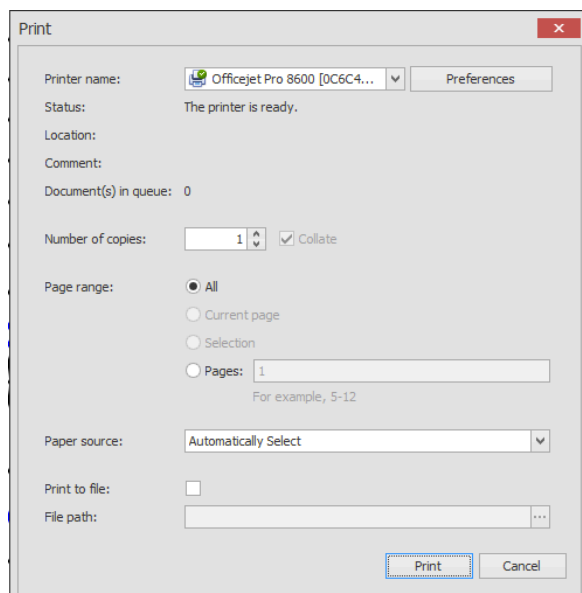 Print
Printer name: Officejet Pro 8600 [0C6C4... Preferences
Status: The printer is ready.
Location:
Comment:
Document(s) in queue: 0
Number of copies: 1 Collate
Page range: All
Current page
Selection
Pages: 1
For example, 5-12
Paper source: Automatically Select
Print to file:
File path: ...
Print Cancel